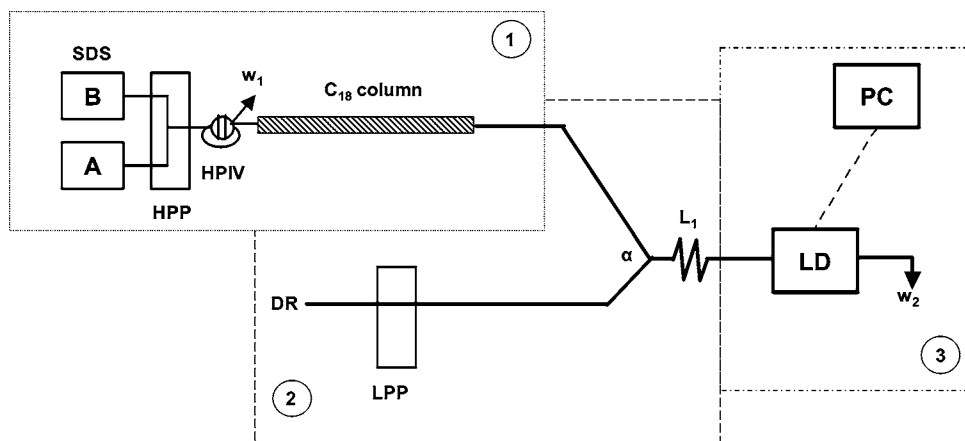 1
SDS
B
A
HPP
HPIV
w₁
C₁₈ column
PC
L₁
α
LD
w₂
DR
LPP
2
3